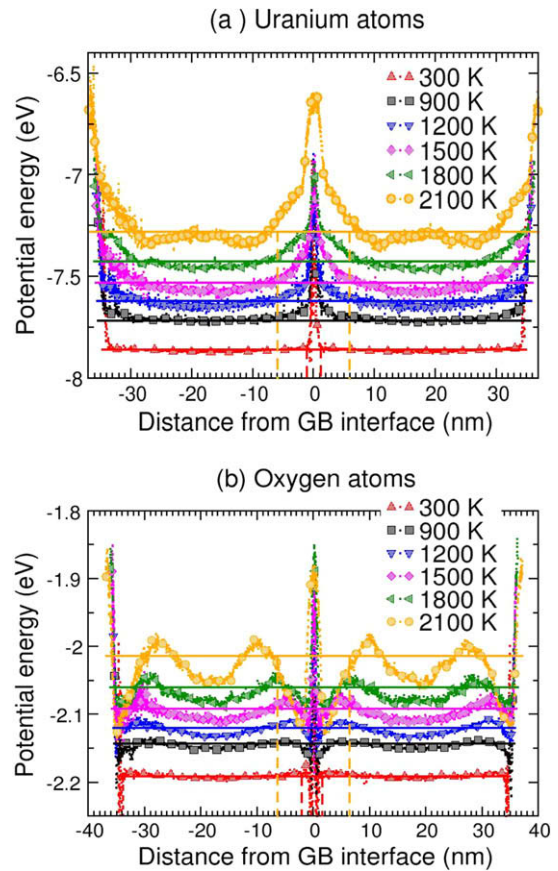 (a ) Uranium atoms
-6.5
-7
-7.5
-8
Potential energy (eV)
300 K
900 K
1200 K
1500 K
1800 K
2100 K
-30 -20 -10 0 10 20 30
Distance from GB interface (nm)
(b) Oxygen atoms
-1.8
-1.9
-2
-2.1
-2.2
Potential energy (eV)
300 K
900 K
1200 K
1500 K
1800 K
2100 K
-40 -30 -20 -10 0 10 20 30 40
Distance from GB interface (nm)